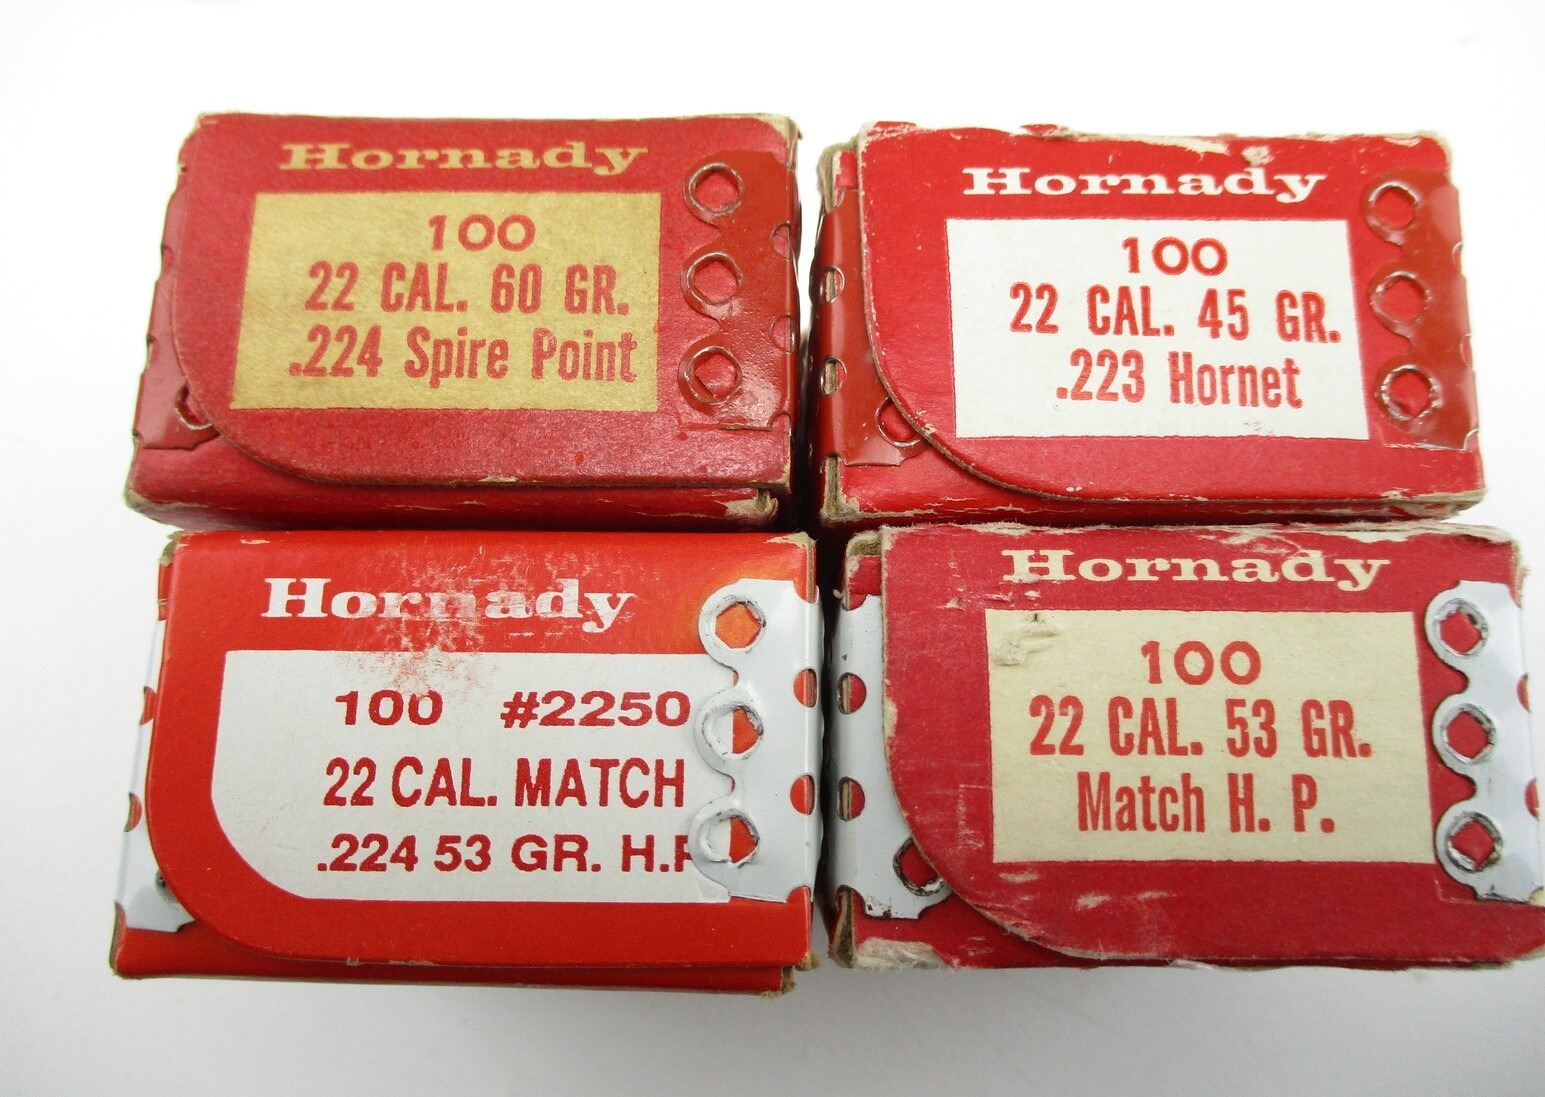 Hornady
100
22 CAL. 60 GR.
.224 Spire Point
Hornady
100
22 CAL. 45 GR.
.223 Hornet
Hornady
100 #2250
22 CAL. MATCH
.224 53 GR. H.P
Hornady
100
22 CAL. 53 GR.
Match H. P.